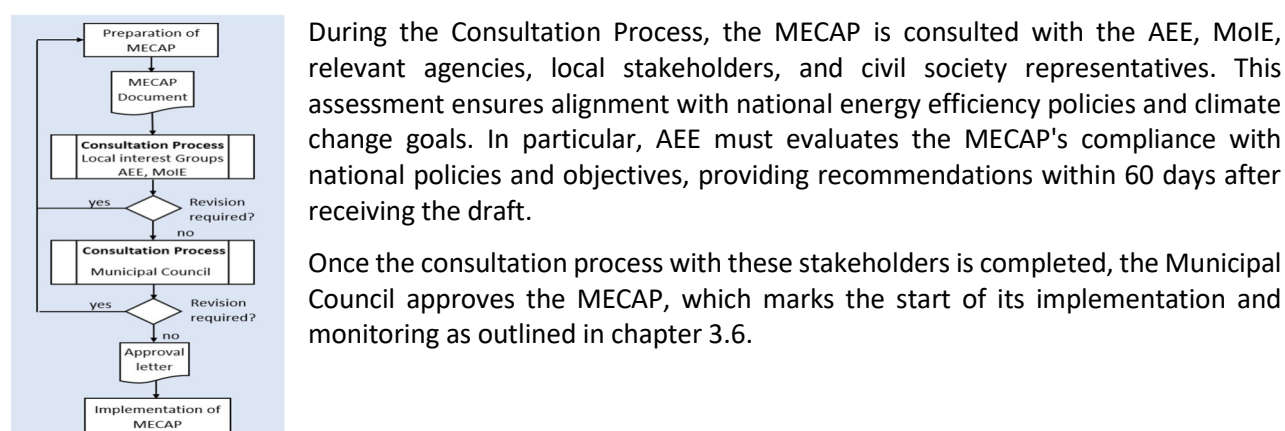 Preparation of
MECAP
MECAP
Document
Consultation Process
Local interest Groups
AEE, MoIE
yes
Revision
required?
no
Consultation Process
Municipal Council
yes
Revision
required?
no
Approval
letter
Implementation of
MECAP
During the Consultation Process, the MECAP is consulted with the AEE, MoIE,
relevant agencies, local stakeholders, and civil society representatives. This
assessment ensures alignment with national energy efficiency policies and climate
change goals. In particular, AEE must evaluates the MECAP's compliance with
national policies and objectives, providing recommendations within 60 days after
receiving the draft.
Once the consultation process with these stakeholders is completed, the Municipal
Council approves the MECAP, which marks the start of its implementation and
monitoring as outlined in chapter 3.6.